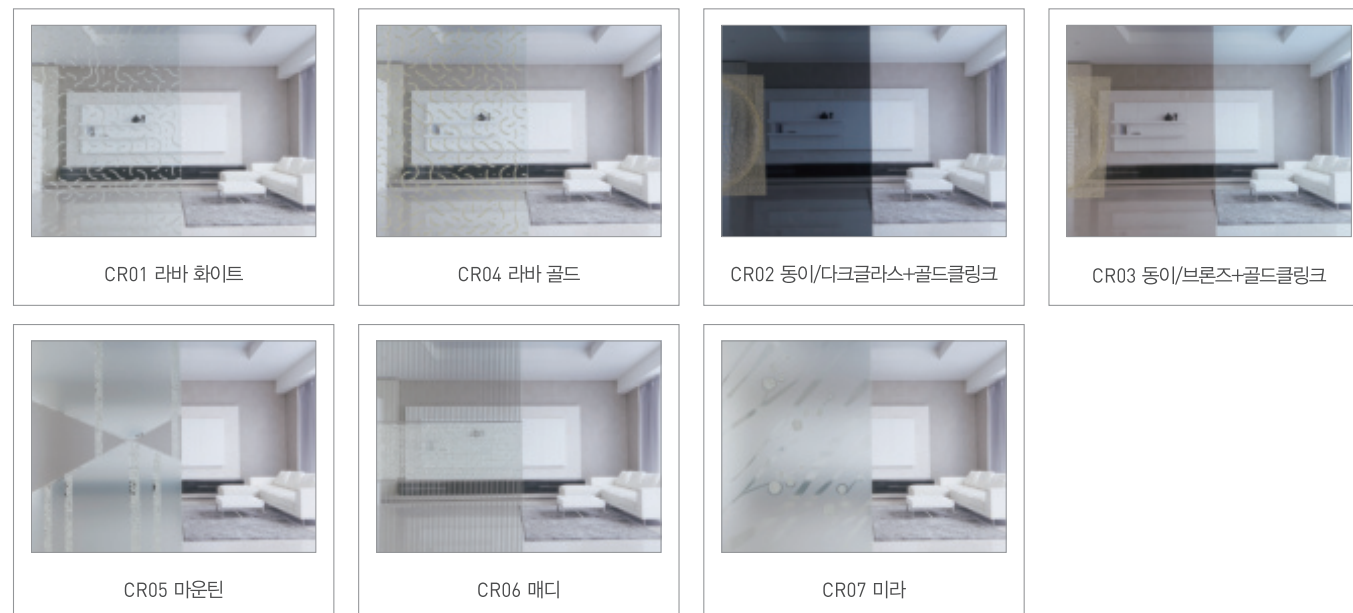 CR01 라바 화이트
CR04 라바 골드
CR02 동이/다크글라스+골드클링크
CR03 동이/브론즈+골드클링크
CR05 마운틴
CR06 매디
CR07 미라